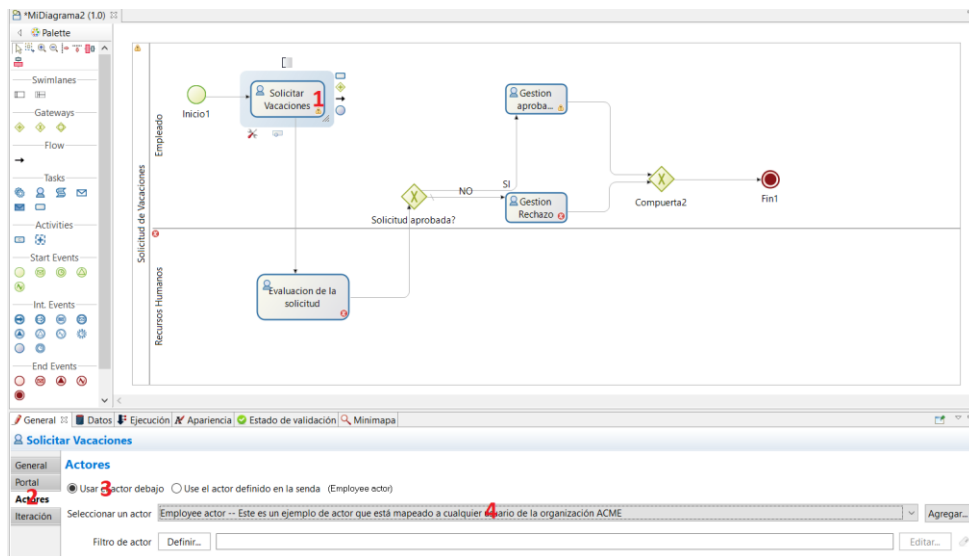 *MiDiagrama2 (1.0)
Palette
Swimlanes
Gateways
Flow
Tasks
Activities
Start Events
Int. Events
End Events
Solicitud de Vacaciones
Empleado
Recursos Humanos
Inicio1
Solicitar
Vacaciones
1
Gestion
aproba...
SI
NO
Solicitud aprobada?
Gestion
Rechazo
Compuerta2
Fin1
Evaluacion de la
solicitud
General Datos Ejecución Apariencia Estado de validación Minimapa
Solicitar Vacaciones
General
Portal
Actores
Iteración
2
Actores
Usar actor debajo Use el actor definido en la senda (Employee actor)
3
Seleccionar un actor Employee actor -- Este es un ejemplo de actor que está mapeado a cualquier usuario de la organización ACME Agregar...
4
Filtro de actor Definir... Editar...